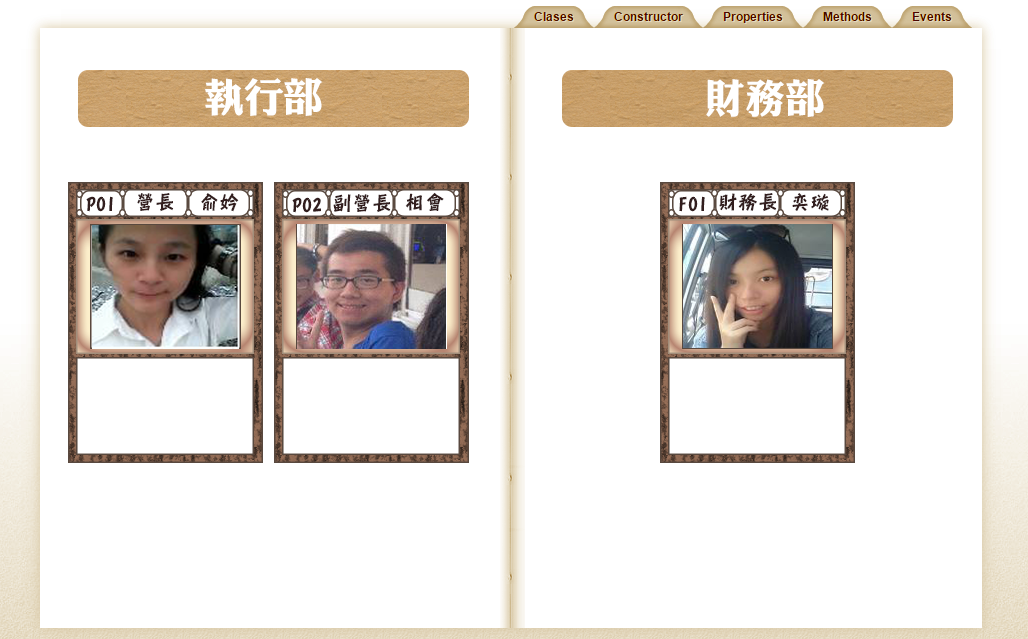 Clases Constructor Properties Methods Events
執行部
P01 營長 俞妗
P02 副營長 相會
財務部
F01 財務長 奕璇